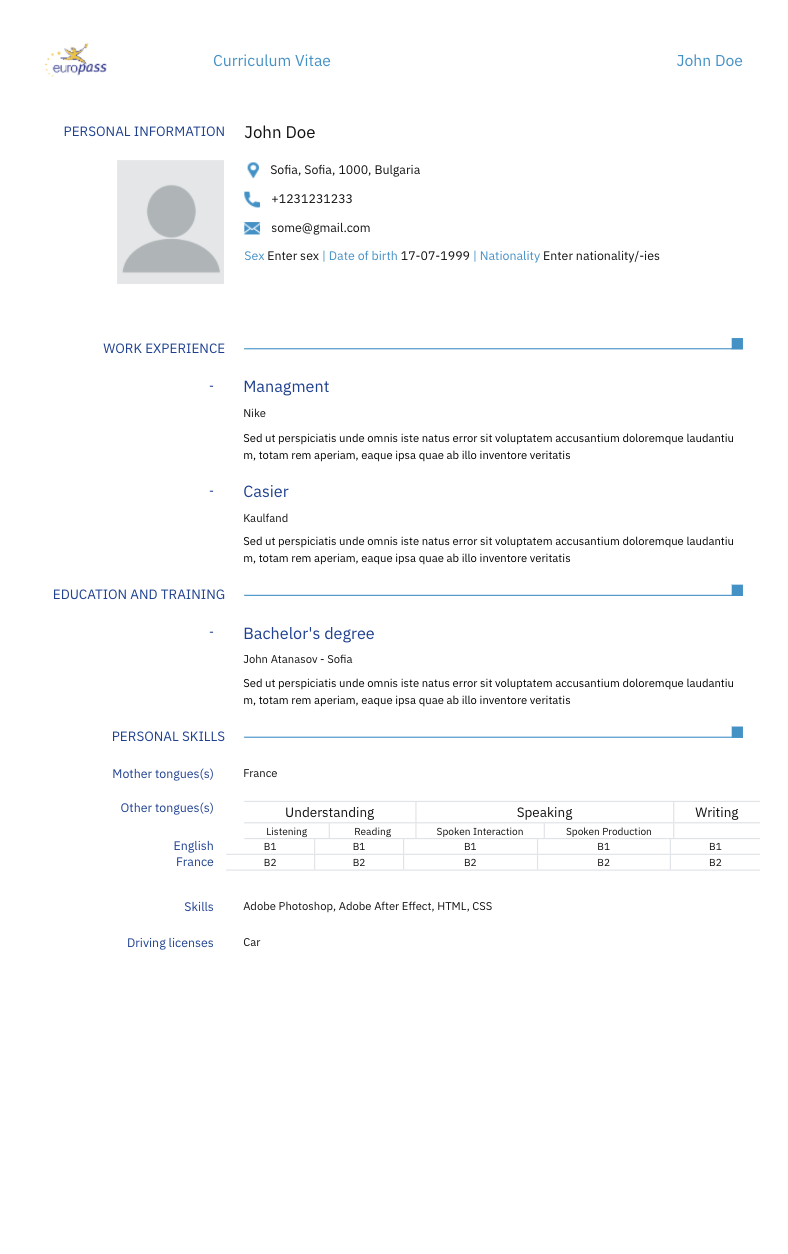 europass
Curriculum Vitae
John Doe
PERSONAL INFORMATION
John Doe
Sofia, Sofia, 1000, Bulgaria
+1231231233
some@gmail.com
Sex Enter sex | Date of birth 17-07-1999 | Nationality Enter nationality/-ies
WORK EXPERIENCE
- Managment
Nike
Sed ut perspiciatis unde omnis iste natus error sit voluptatem accusantium doloremque laudantiu
m, totam rem aperiam, eaque ipsa quae ab illo inventore veritatis
- Casier
Kaulfand
Sed ut perspiciatis unde omnis iste natus error sit voluptatem accusantium doloremque laudantiu
m, totam rem aperiam, eaque ipsa quae ab illo inventore veritatis
EDUCATION AND TRAINING
- Bachelor's degree
John Atanasov - Sofia
Sed ut perspiciatis unde omnis iste natus error sit voluptatem accusantium doloremque laudantiu
m, totam rem aperiam, eaque ipsa quae ab illo inventore veritatis
PERSONAL SKILLS
Mother tongues(s) France
Other tongues(s) Understanding Speaking Writing
Listening Reading Spoken Interaction Spoken Production
English B1 B1 B1 B1 B1
France B2 B2 B2 B2 B2
Skills Adobe Photoshop, Adobe After Effect, HTML, CSS
Driving licenses Car